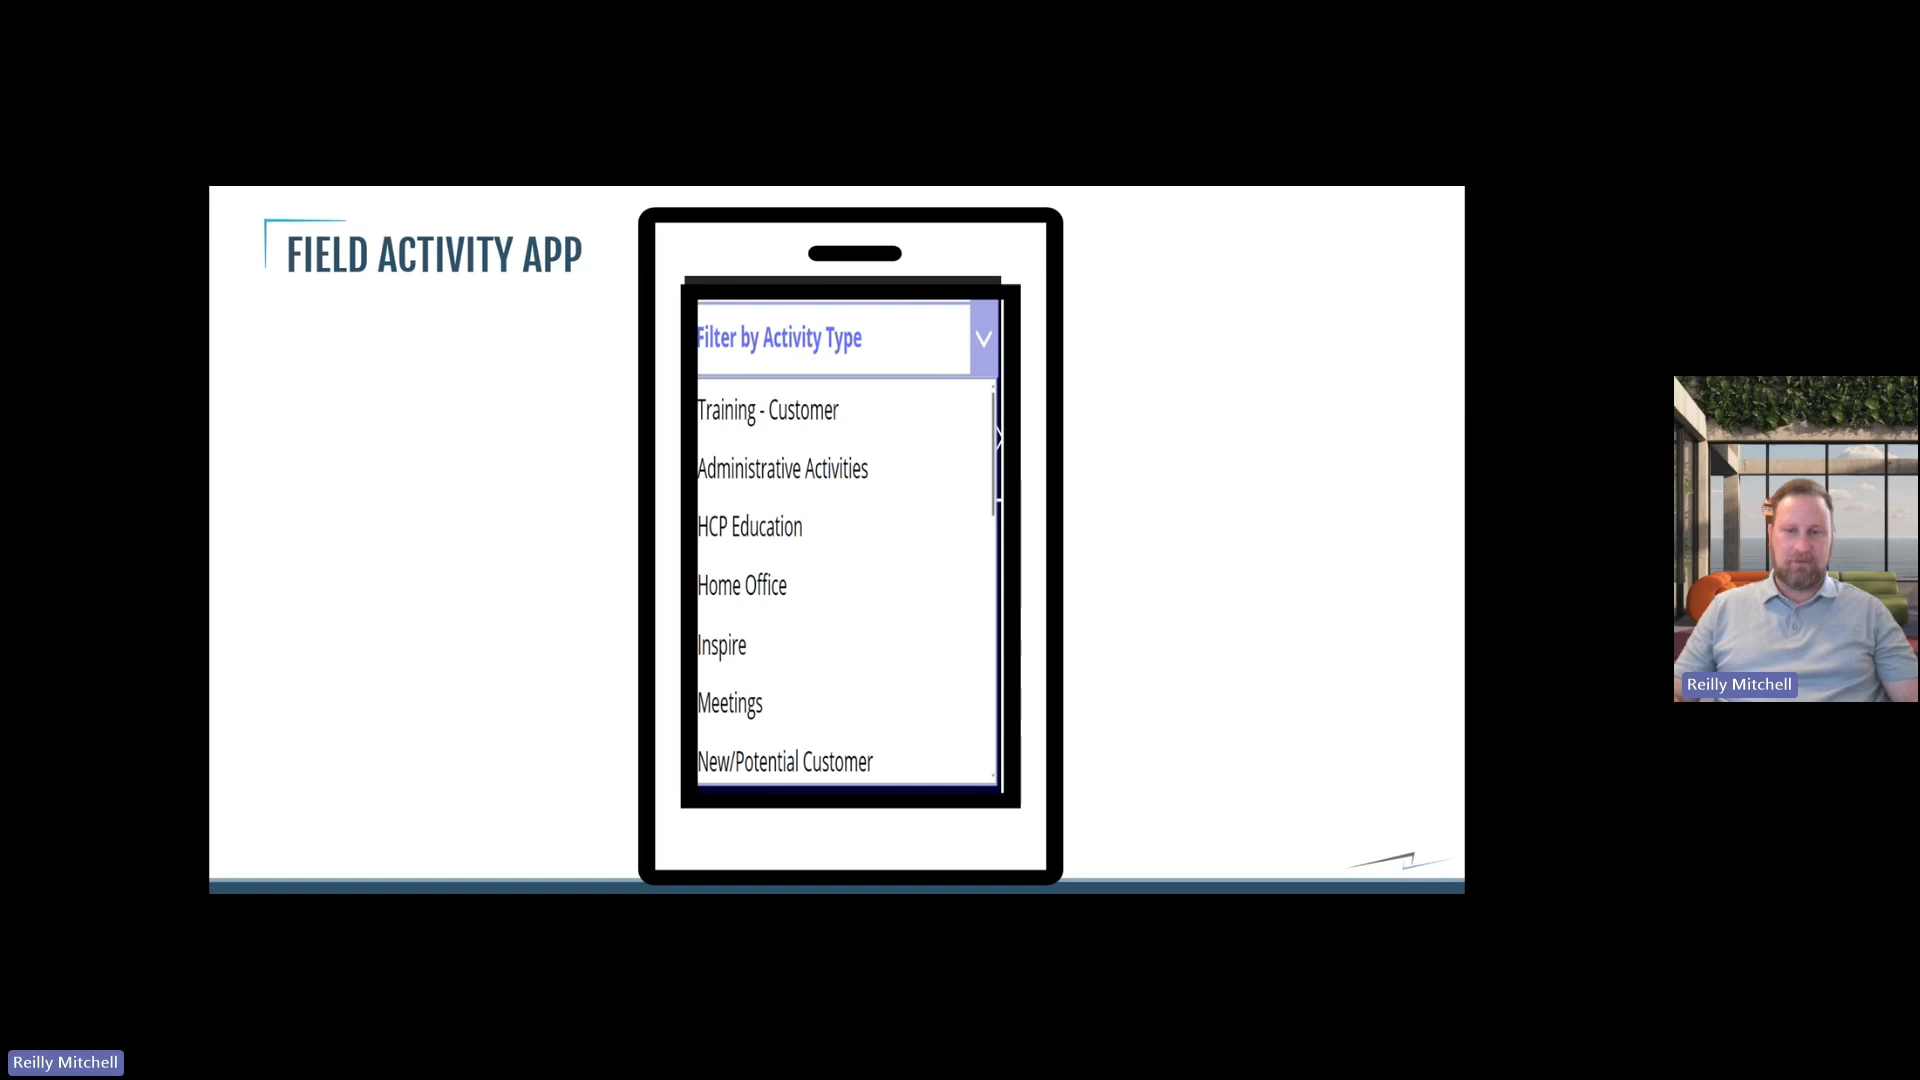 FIELD ACTIVITY APP
Filter by Activity Type
Training - Customer
Administrative Activities
HCP Education
Home Office
Inspire
Meetings
New/Potential Customer
Reilly Mitchell
Reilly Mitchell